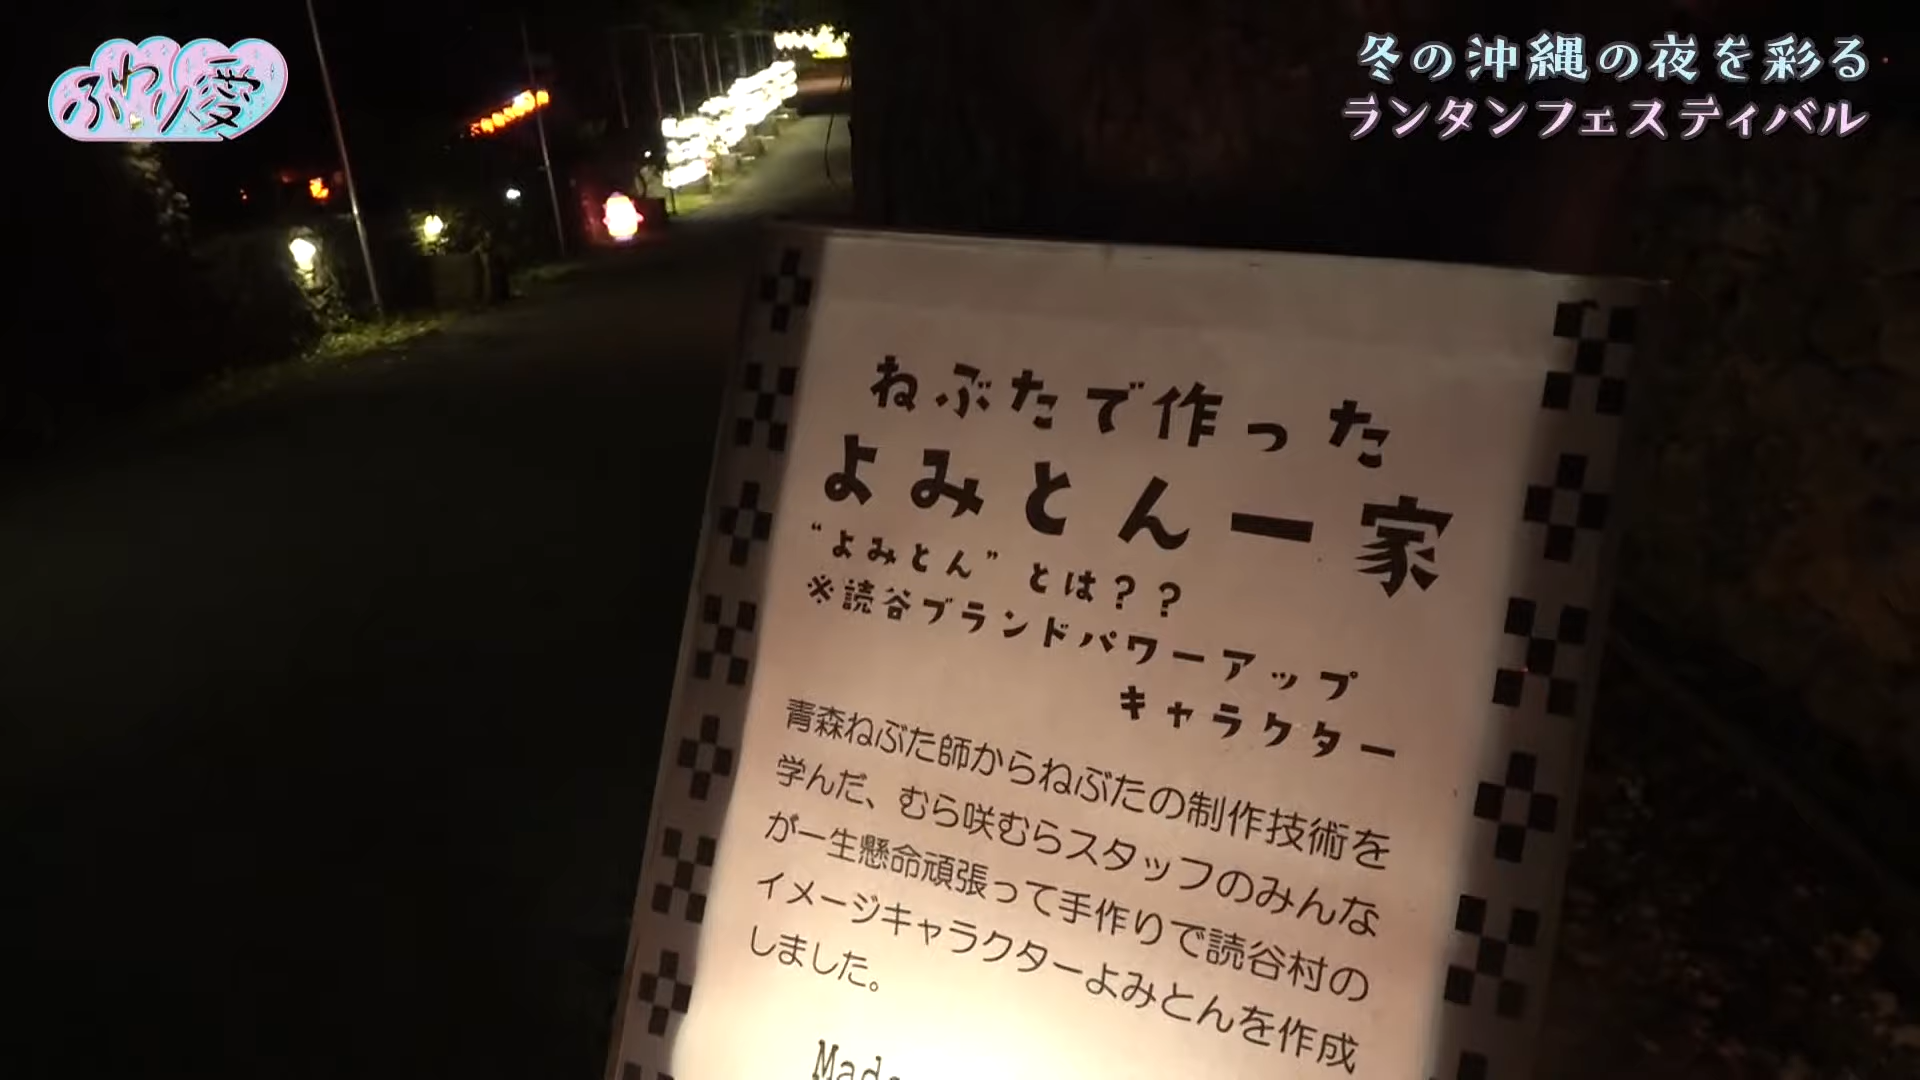 ふわり愛
冬の沖縄の夜を彩る
ランタンフェスティバル
ねぶたで作った
よみとん一家
“よみとん”とは？？
※読谷ブランドパワーアップ
キャラクター
青森ねぶた師からねぶたの制作技術を
学んだ、むら咲むらスタッフのみんな
が一生懸命頑張って手作りで読谷村の
イメージキャラクターよみとんを作成
しました。
Made